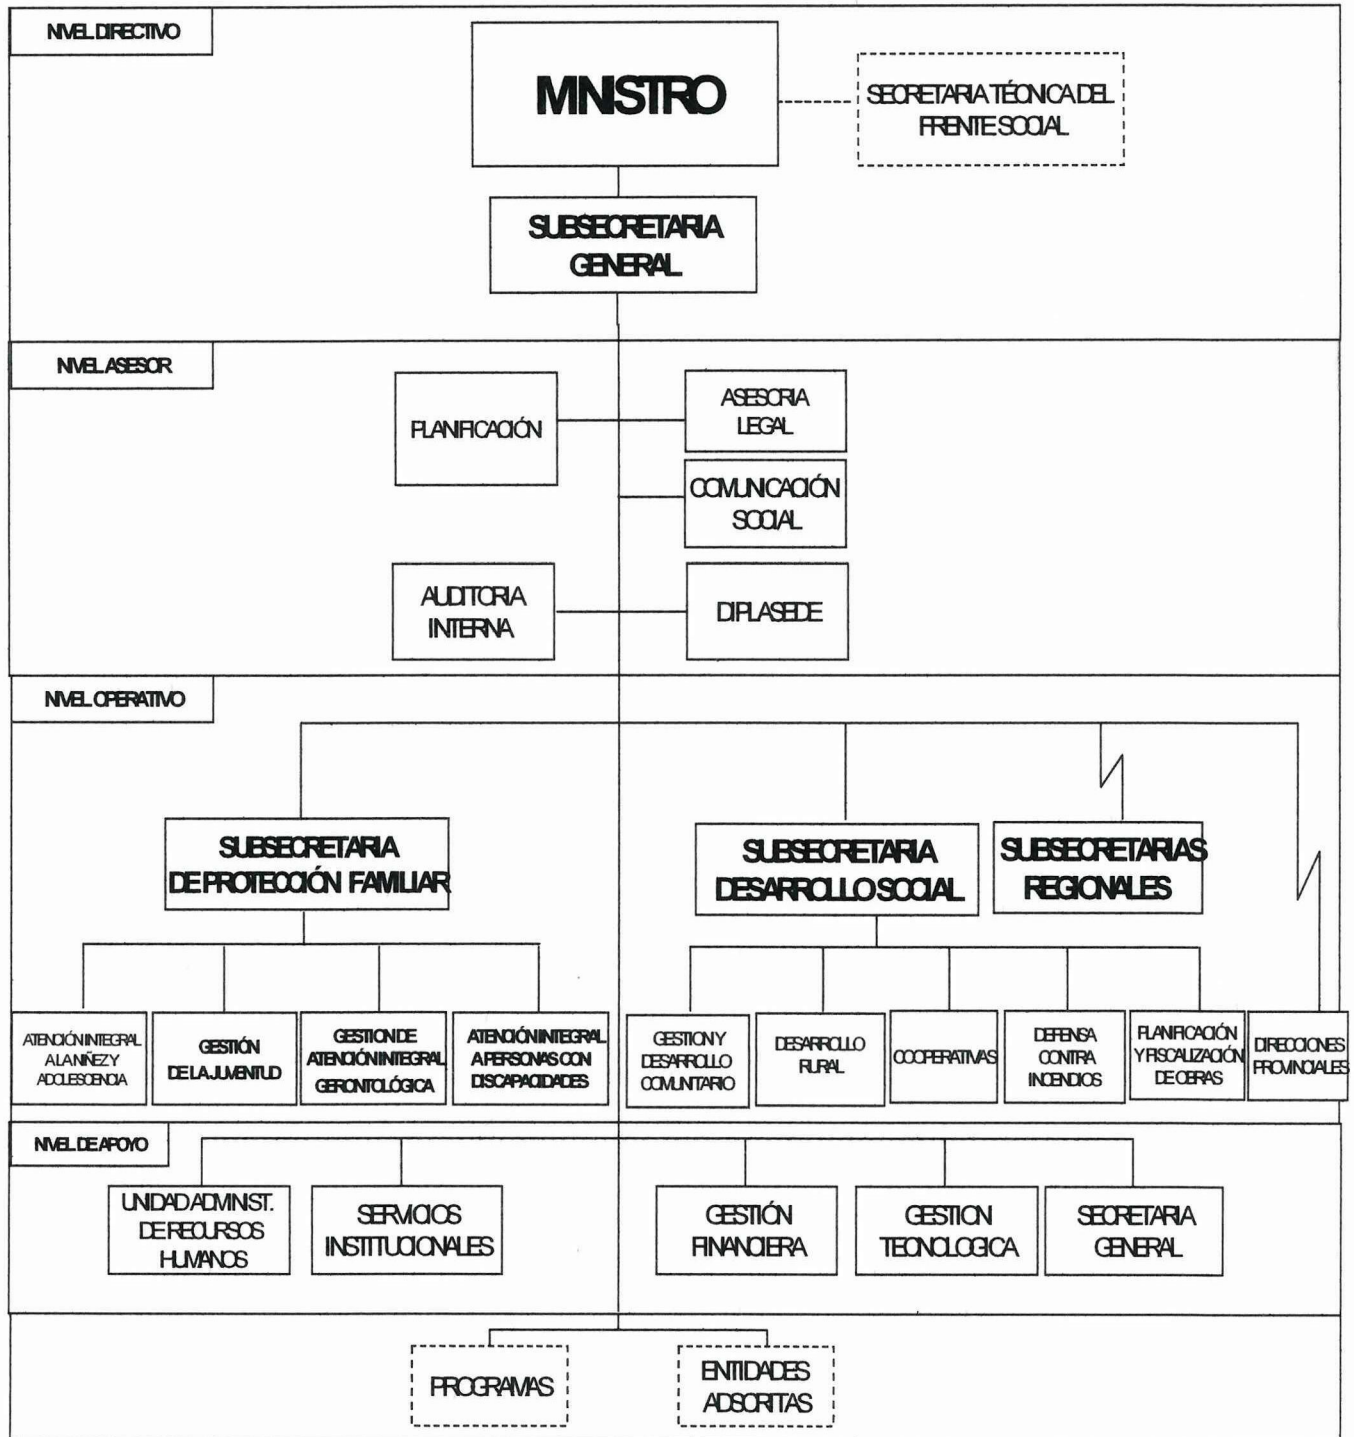 NIVEL DIRECTIVO
MINISTRO
SECRETARIA TÉCNICA DEL
FRENTE SOCIAL
SUBSECRETARIA
GENERAL
NIVEL ASESOR
PLANIFICACIÓN
ASESORIA
LEGAL
COMUNICACIÓN
SOCIAL
AUDITORIA
INTERNA
DIPLASEDE
NIVEL OPERATIVO
SUBSECRETARIA
DE PROTECCIÓN FAMILIAR
SUBSECRETARIA
DESARROLLO SOCIAL
SUBSECRETARIAS
REGIONALES
ATENCIÓN INTEGRAL
A LA NIÑEZ Y
ADOLESCENCIA
GESTIÓN
DE LA JUVENTUD
GESTION DE
ATENCIÓN INTEGRAL
GERONTOLÓGICA
ATENCIÓN INTEGRAL
A PERSONAS CON
DISCAPACIDADES
GESTION Y
DESARROLLO
COMUNITARIO
DESARROLLO
RURAL
COOPERATIVAS
DEFENSA
CONTRA
INCENDIOS
PLANIFICACIÓN
Y FISCALIZACIÓN
DE OBRAS
DIRECCIONES
PROVINCIALES
NIVEL DE APOYO
UNIDAD ADMINIST.
DE RECURSOS
HUMANOS
SERVICIOS
INSTITUCIONALES
GESTIÓN
FINANCIERA
GESTION
TECNOLOGICA
SECRETARIA
GENERAL
PROGRAMAS
ENTIDADES
ADSCRITAS